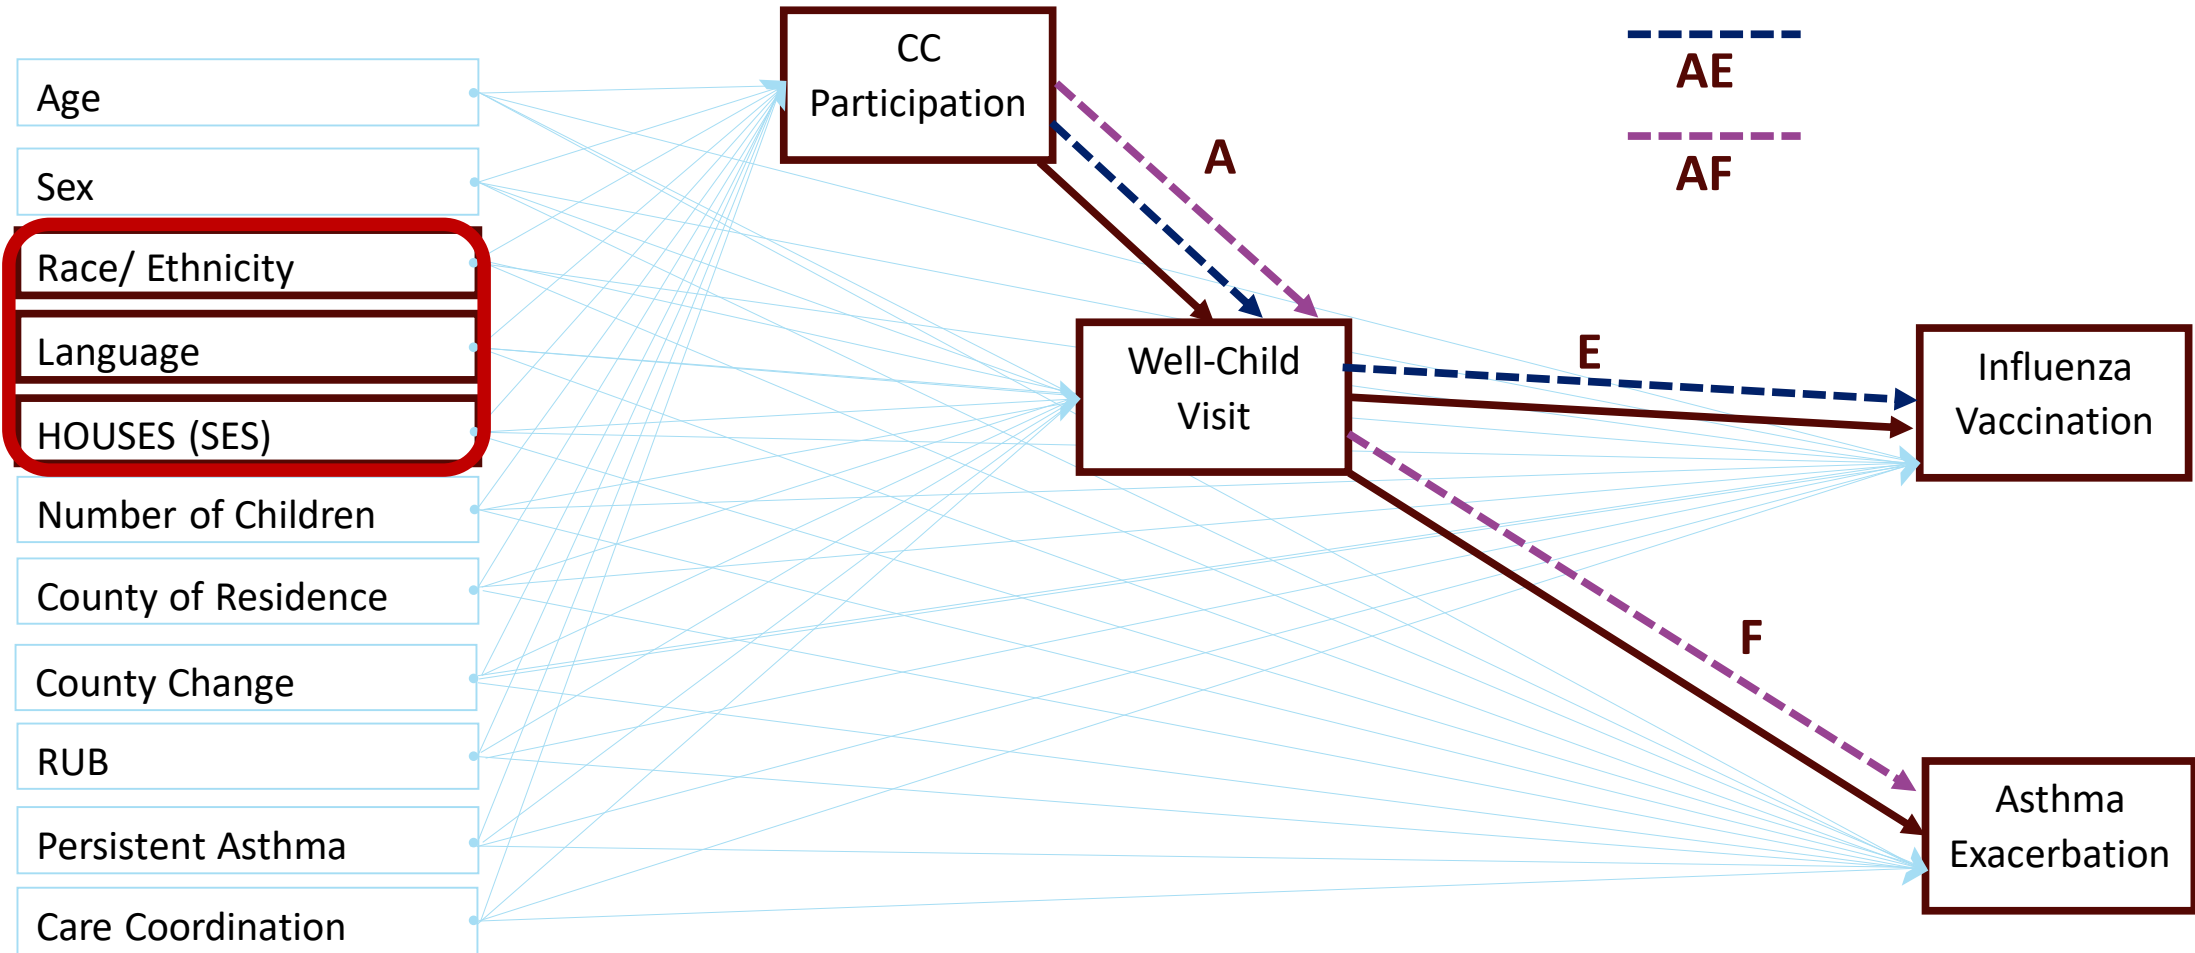 CC
Participation
AE
AF
A
Age
Sex
Race/ Ethnicity
Language
HOUSES (SES)
Number of Children
County of Residence
County Change
RUB
Persistent Asthma
Care Coordination
Well-Child
Visit
E
F
Influenza
Vaccination
Asthma
Exacerbation